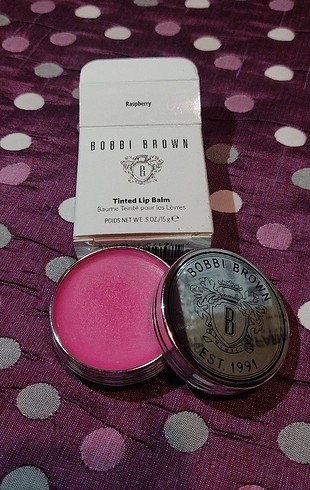 Raspberry
BOBBI BROWN
B
Tinted Lip Balm
Baume Teinté pour les Lèvres
POIDS NET WT. .5 OZ/15 g ℮
BOBBI BROWN
B
EST. 1991